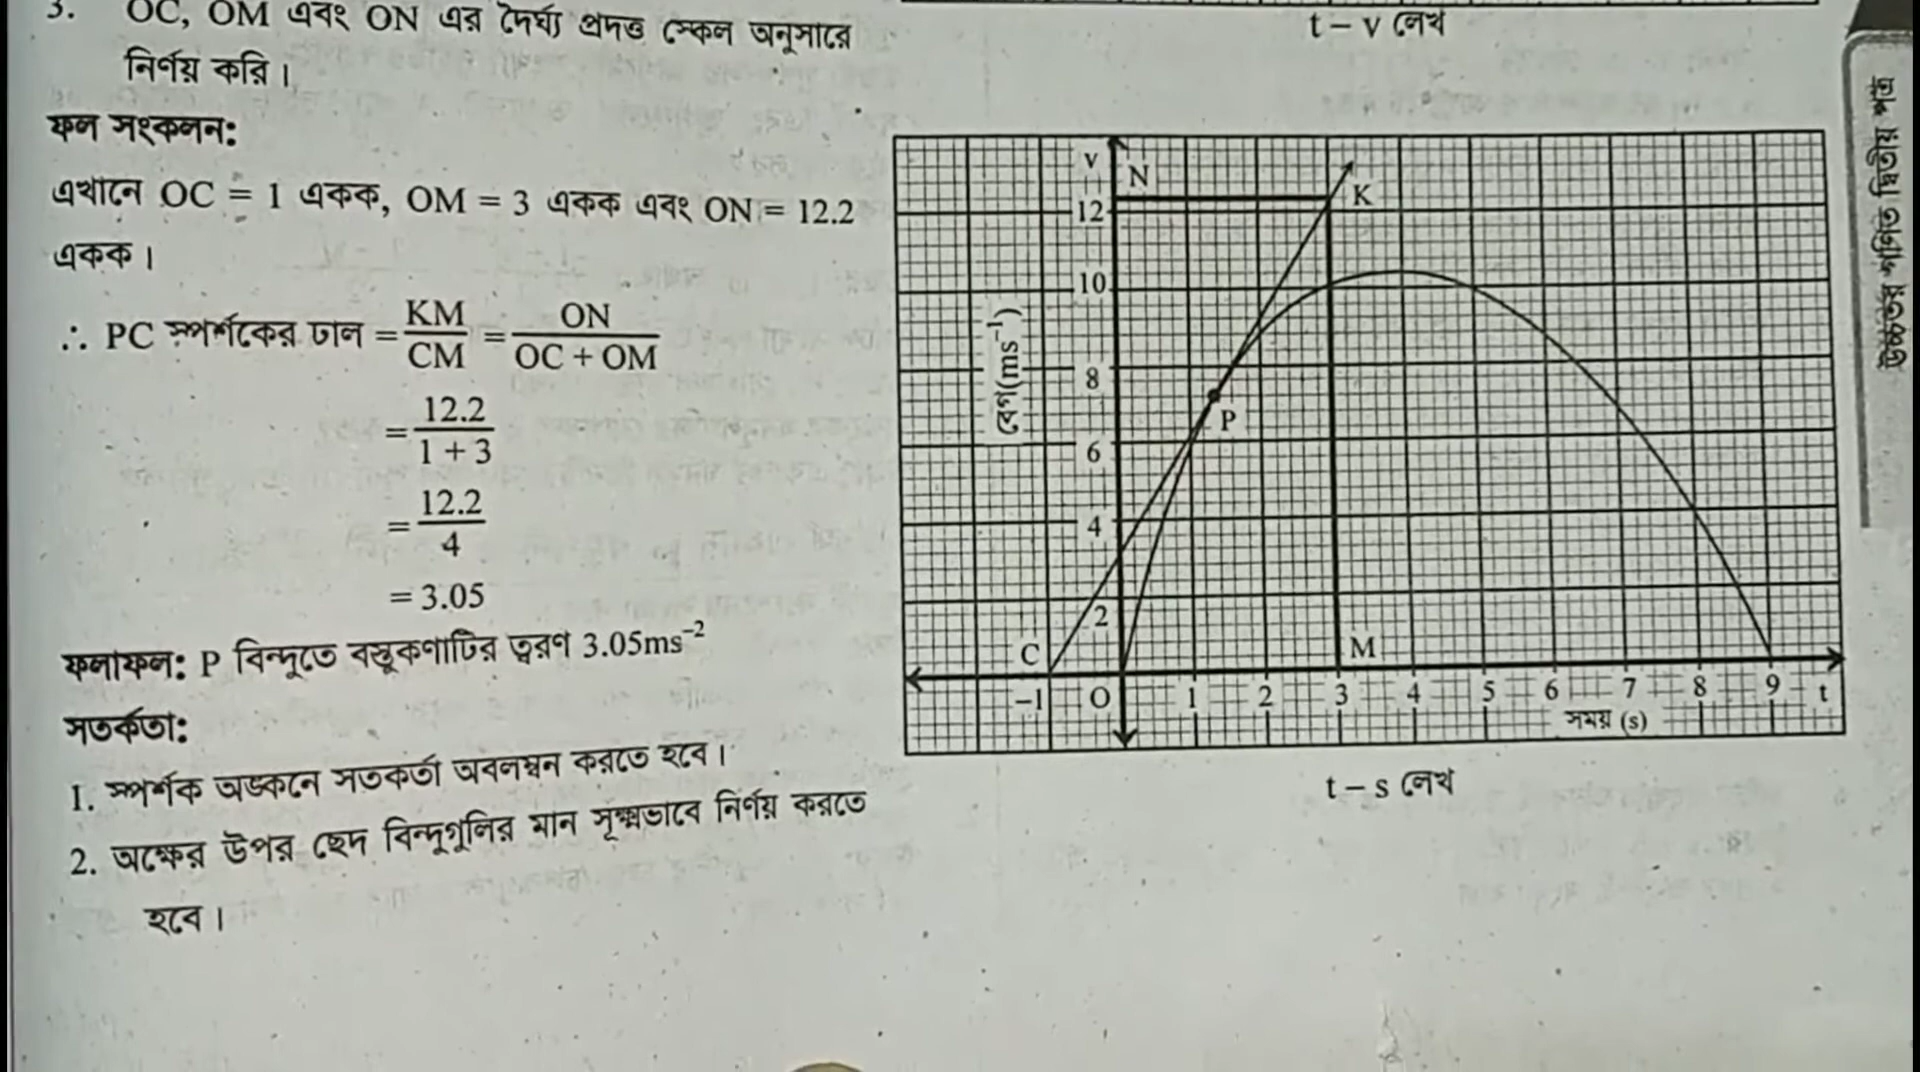 3. OC, OM এবং ON এর দৈর্ঘ্য প্রদত্ত স্কেল অনুসারে
নির্ণয় করি।
ফল সংকলন:
এখানে OC = 1 একক, OM = 3 একক এবং ON = 12.2
একক।
∴ PC স্পর্শকের ঢাল = KM/CM = ON/(OC + OM)
= 12.2/(1 + 3)
= 12.2/4
= 3.05
ফলাফল: P বিন্দুতে বস্তুকণাটির ত্বরণ 3.05ms⁻²
সতর্কতা:
1. স্পর্শক অঙ্কনে সতকর্তা অবলম্বন করতে হবে।
2. অক্ষের উপর ছেদ বিন্দুগুলির মান সূক্ষ্মভাবে নির্ণয় করতে
হবে।
t – v লেখ
v
N
K
12
10
8
P
6
4
2
C
M
–1 O 1 2 3 4 5 6 7 8 9 t
বেগ(ms⁻¹)
সময় (s)
t – s লেখ
উচ্চতর গণিত দ্বিতীয় পত্র